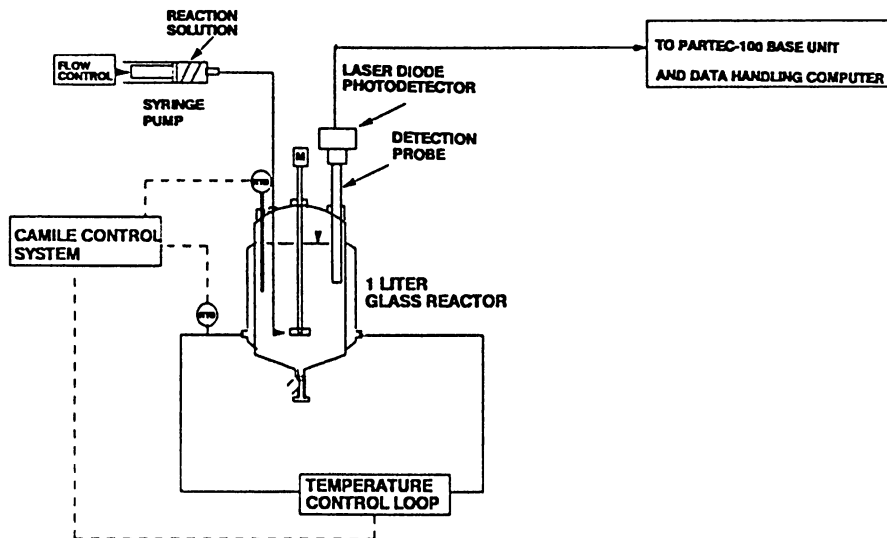 REACTION
SOLUTION
FLOW
CONTROL
SYRINGE
PUMP
LASER DIODE
PHOTODETECTOR
DETECTION
PROBE
TO PARTEC-100 BASE UNIT
AND DATA HANDLING COMPUTER
M
CAMILE CONTROL
SYSTEM
1 LITER
GLASS REACTOR
TEMPERATURE
CONTROL LOOP